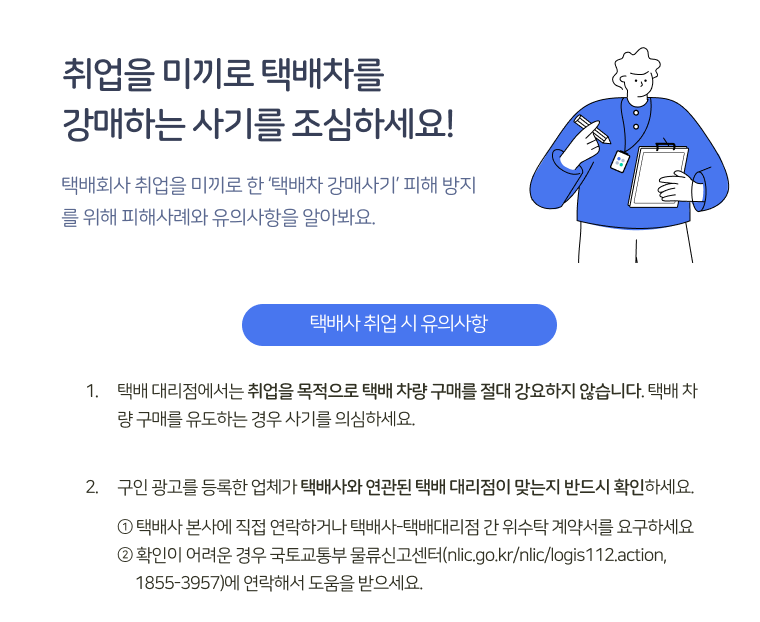 취업을 미끼로 택배차를
강매하는 사기를 조심하세요!
택배회사 취업을 미끼로 한 ‘택배차 강매사기’ 피해 방지
를 위해 피해사례와 유의사항을 알아봐요.
택배사 취업 시 유의사항
1. 택배 대리점에서는 취업을 목적으로 택배 차량 구매를 절대 강요하지 않습니다. 택배 차
량 구매를 유도하는 경우 사기를 의심하세요.
2. 구인 광고를 등록한 업체가 택배사와 연관된 택배 대리점이 맞는지 반드시 확인하세요.
① 택배사 본사에 직접 연락하거나 택배사-택배대리점 간 위수탁 계약서를 요구하세요
② 확인이 어려운 경우 국토교통부 물류신고센터(nlic.go.kr/nlic/logis112.action,
1855-3957)에 연락해서 도움을 받으세요.